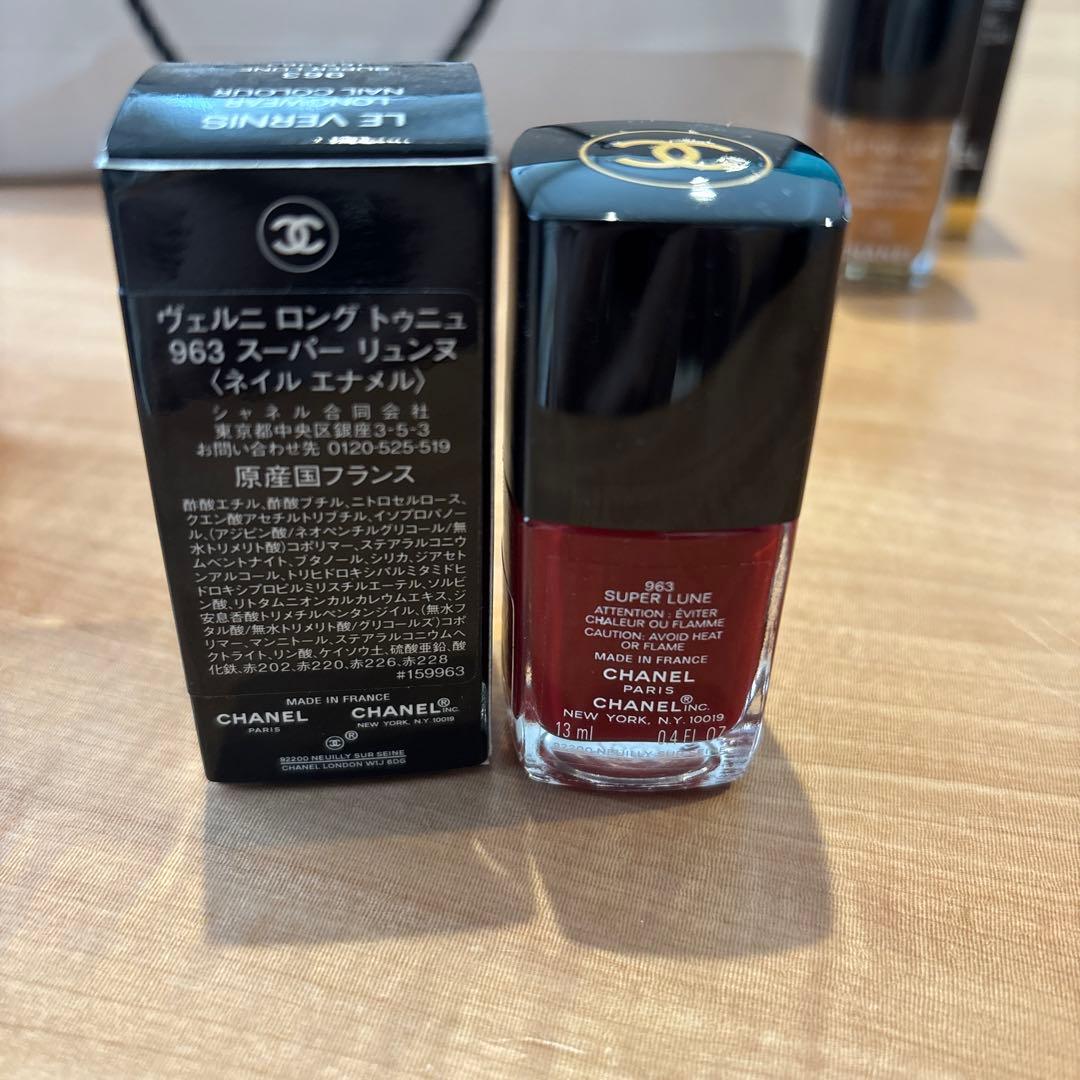 963
NAIL COLOUR
LONGWEAR
LE VERNIS
ヴェルニ ロング トゥニュ
963 スーパー リュンヌ
〈ネイル エナメル〉
シャネル合同会社
東京都中央区銀座3-5-3
お問い合わせ先 0120-525-519
原産国フランス
酢酸エチル、酢酸ブチル、ニトロセルロース、
クエン酸アセチルトリブチル、イソプロパノー
ル、(アジピン酸/ネオペンチルグリコール/無
水トリメリト酸)コポリマー、ステアラルコニウ
ムベントナイト、ブタノール、シリカ、ジアセト
ンアルコール、トリヒドロキシパルミタミドヒ
ドロキシプロピルミリスチルエーテル、ソルビ
ン酸、リトタムニオンカルカレウムエキス、ジ
安息香酸トリメチルペンタンジイル、(無水フ
タル酸/無水トリメリト酸/グリコールズ)コポ
リマー、マンニトール、ステアラルコニウムヘ
クトライト、リン酸、ケイソウ土、硫酸亜鉛、酸
化鉄、赤202、赤220、赤226、赤228
#159963
MADE IN FRANCE
CHANEL
PARIS
CHANEL® INC.
NEW YORK, N.Y. 10019
®
92200 NEUILLY SUR SEINE
CHANEL LONDON W1J 6DG
963
SUPER LUNE
ATTENTION : ÉVITER
CHALEUR OU FLAMME
CAUTION: AVOID HEAT
OR FLAME
MADE IN FRANCE
CHANEL
PARIS
CHANEL® INC.
NEW YORK, N.Y. 10019
13 ml 0.4 FL OZ
92200 NEUILLY SUR
CHANEL